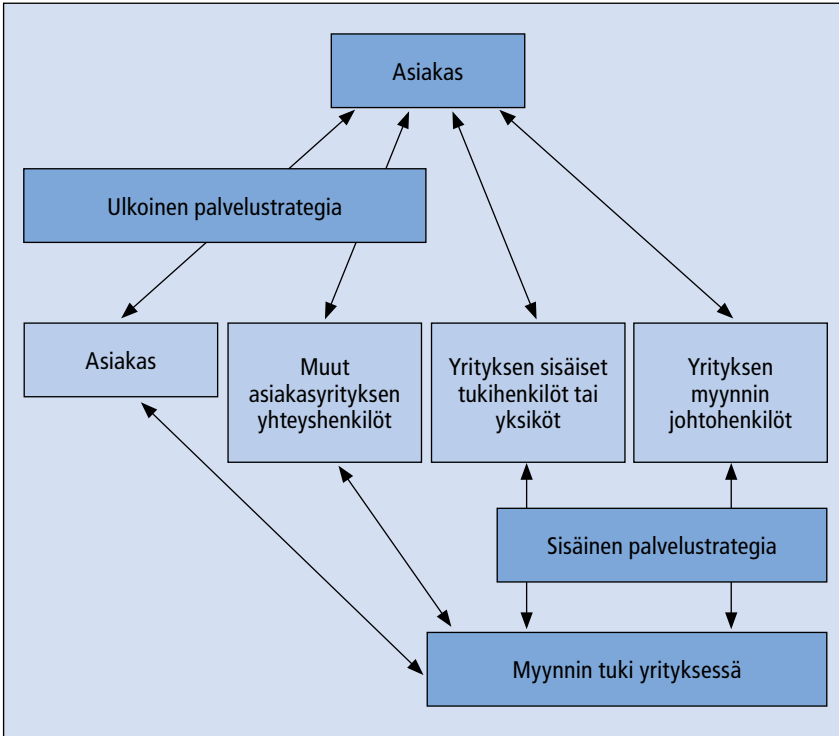 Asiakas
Ulkoinen palvelustrategia
Asiakas
Muut
asiakasyrityksen
yhteyshenkilöt
Yrityksen sisäiset
tukihenkilöt tai
yksiköt
Yrityksen
myynnin
johtohenkilöt
Sisäinen palvelustrategia
Myynnin tuki yrityksessä